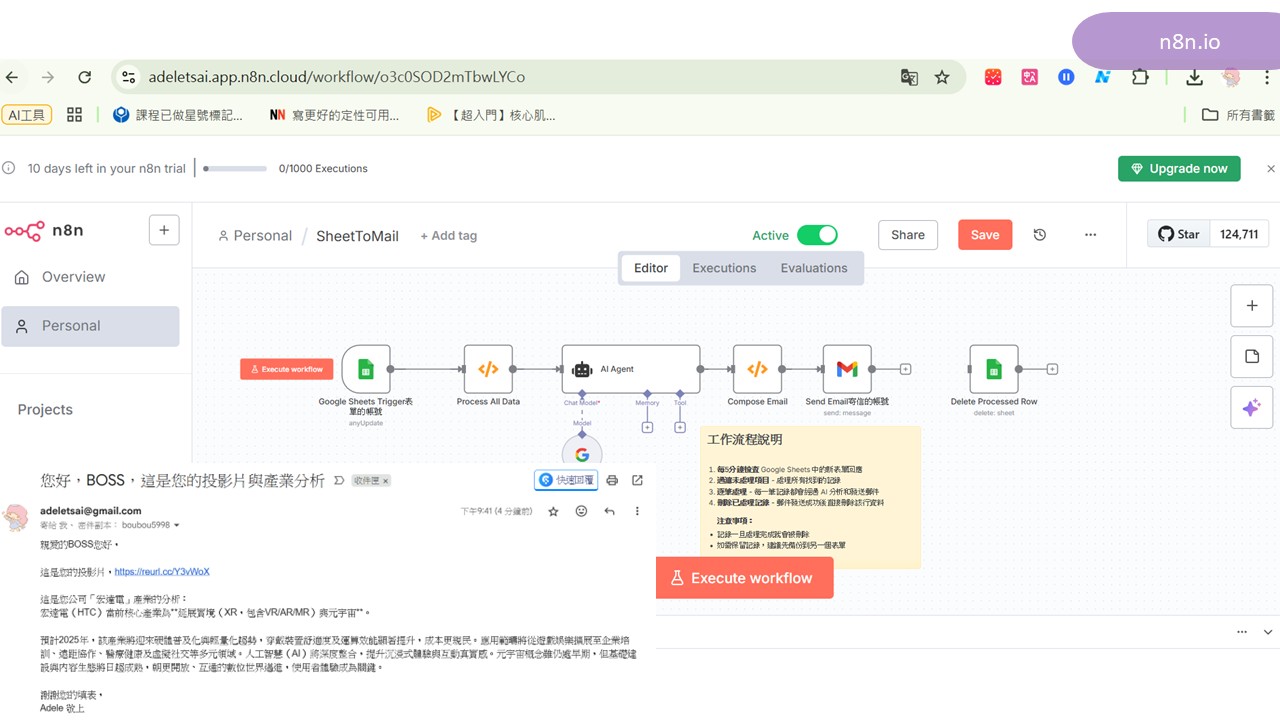 n8n.io
adeletsai.app.n8n.cloud/workflow/o3c0SOD2mTbwLYCo
AI工具
課程已做星號標記...
NN 寫更好的定性可用...
【超入門】核心肌...
所有書籤
10 days left in your n8n trial
0/1000 Executions
Upgrade now
n8n
Personal / SheetToMail + Add tag
Active
Share
Save
Star 124,711
Overview
Personal
Projects
Editor Executions Evaluations
Execute workflow
Google Sheets Trigger表
單的帳號
anyUpdate
Process All Data
AI Agent
Chat Model*
Memory
Tool
Model
Compose Email
Send Email寄信的帳號
send: message
Delete Processed Row
delete: sheet
工作流程說明
1. 每5分鐘檢查 Google Sheets 中的新表單回應
2. 過濾未處理項目 - 處理所有找到的記錄
3. 逐筆處理 - 每一筆記錄都會經過 AI 分析和發送郵件
4. 刪除已處理記錄 - 郵件發送成功後直接刪除該行資料
注意事項：
• 記錄一旦處理完成就會被刪除
• 如需保留記錄，建議先備份到另一個表單
Execute workflow
您好，BOSS，這是您的投影片與產業分析
收件匣 ×
快速回覆
adeletsai@gmail.com
下午9:41 (4 分鐘前)
寄給 我、密件副本： boubou5998
親愛的BOSS您好，
這是您的投影片，https://reurl.cc/Y3vWoX
這是您公司「宏達電」產業的分析：
宏達電（HTC）當前核心產業為**延展實境（XR，包含VR/AR/MR）與元宇宙**。
預計2025年，該產業將迎來硬體普及化與輕量化趨勢，穿戴裝置舒適度及運算效能顯著提升，成本更親民。應用範疇將從遊戲娛樂擴展至企業培
訓、遠距協作、醫療健康及虛擬社交等多元領域。人工智慧（AI）將深度整合，提升沉浸式體驗與互動真實感。元宇宙概念雖仍處早期，但基礎建
設與內容生態將日趨成熟，朝更開放、互通的數位世界邁進，使用者體驗成為關鍵。
謝謝您的填表，
Adele 敬上